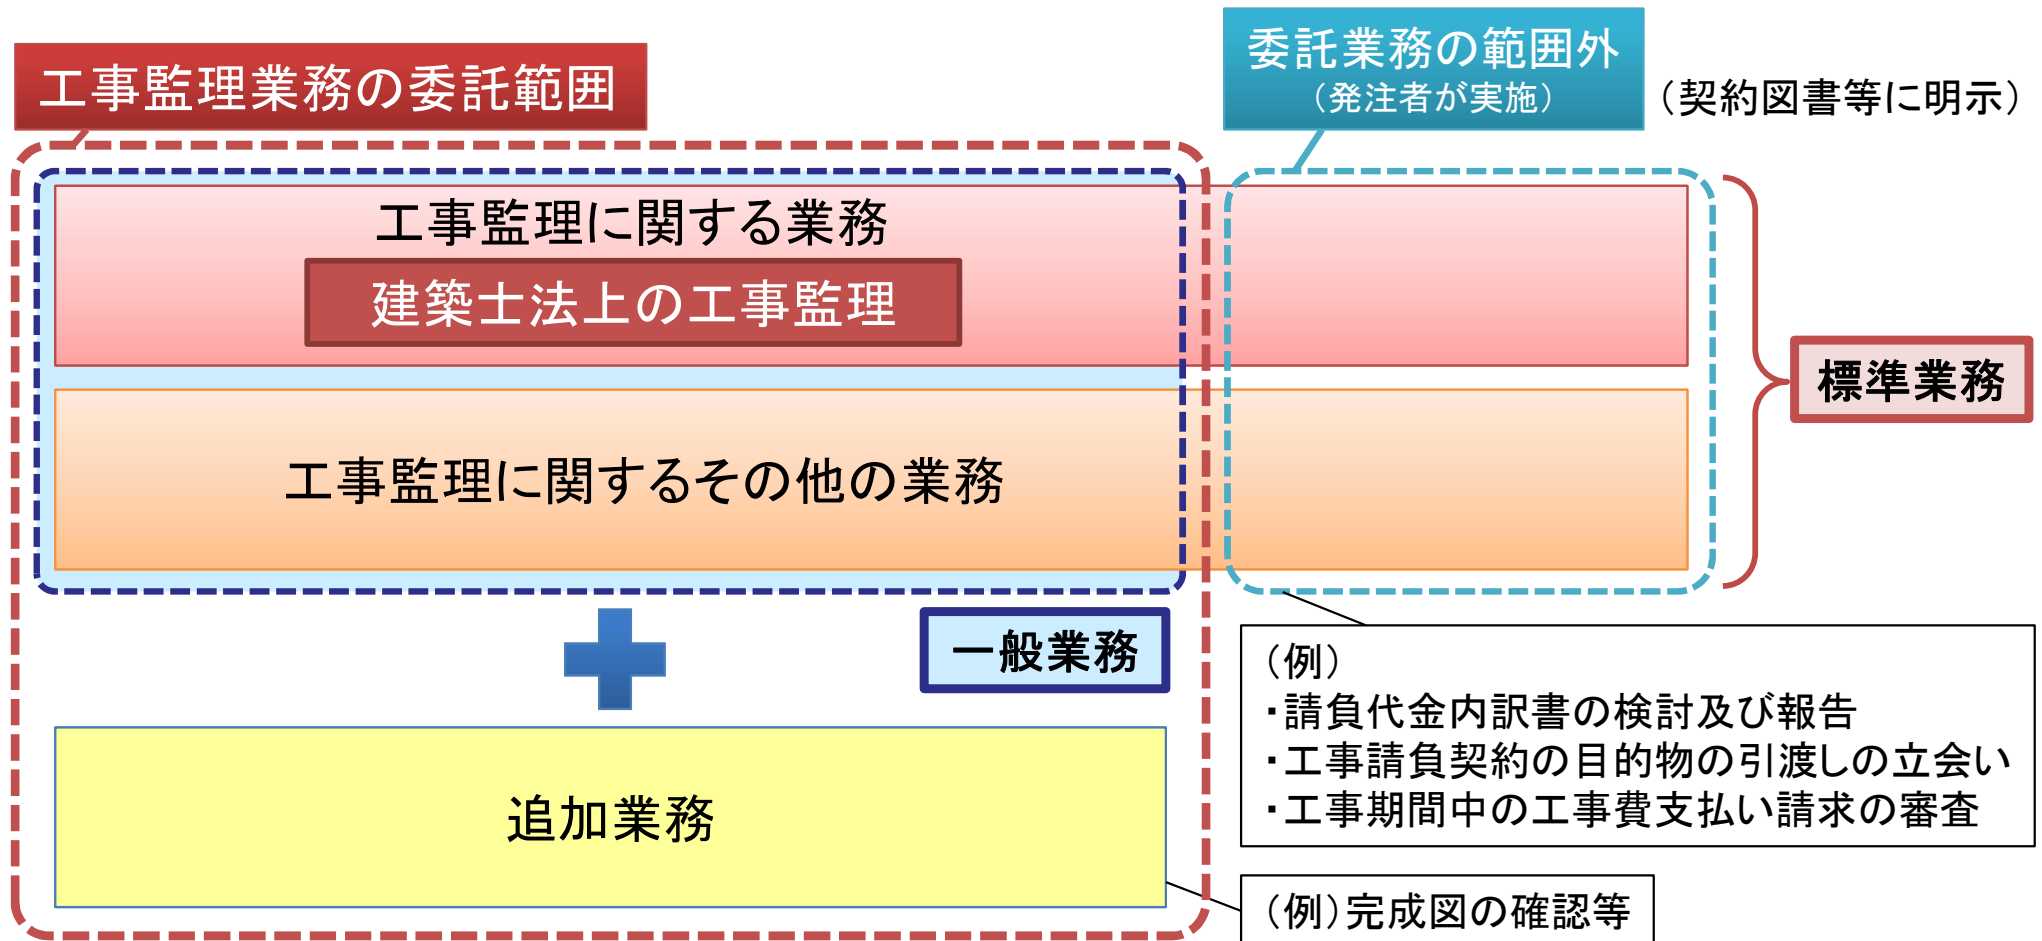 工事監理業務の委託範囲
委託業務の範囲外
（発注者が実施）
（契約図書等に明示）
工事監理に関する業務
建築士法上の工事監理
標準業務
工事監理に関するその他の業務
一般業務
（例）
・請負代金内訳書の検討及び報告
・工事請負契約の目的物の引渡しの立会い
・工事期間中の工事費支払い請求の審査
追加業務
（例）完成図の確認等